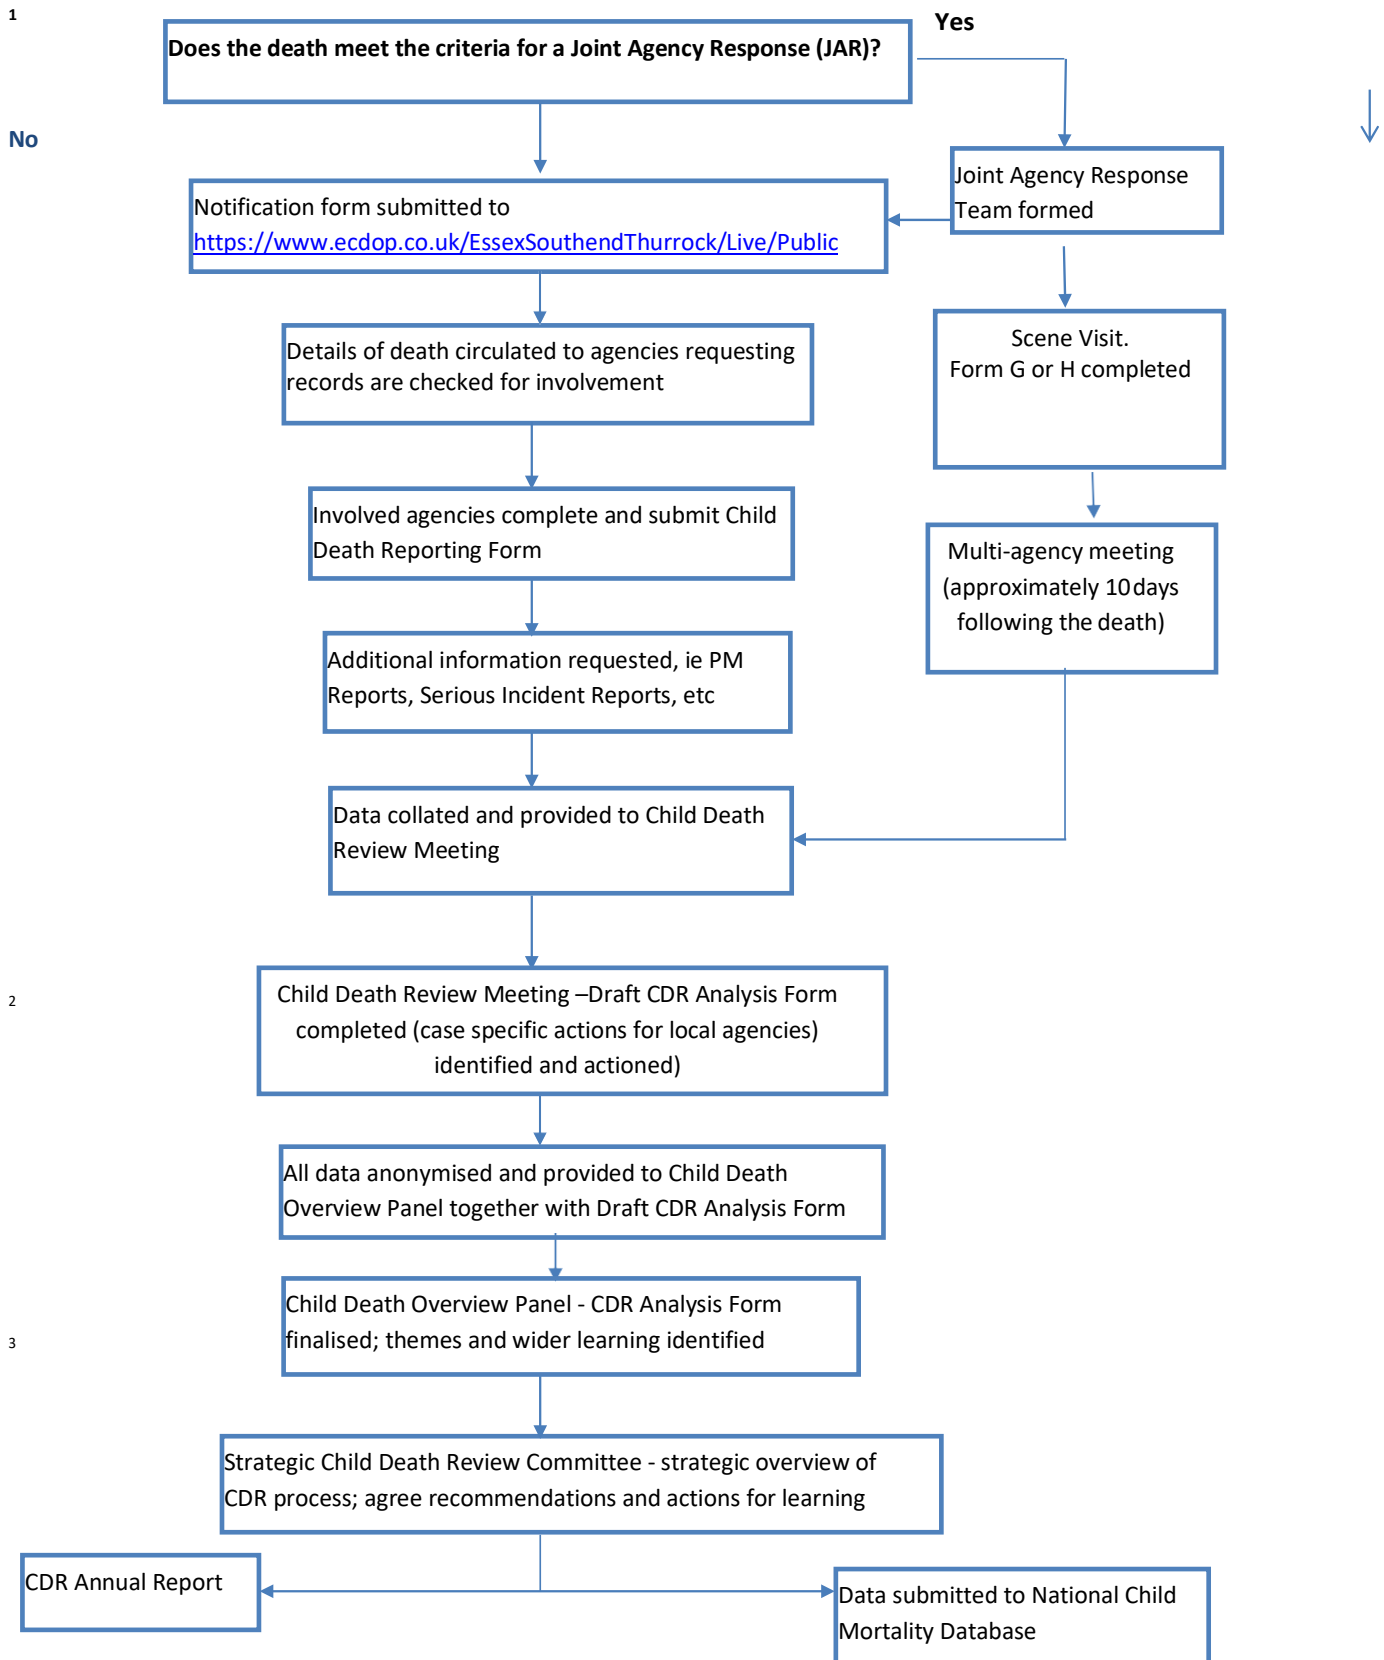 1
Yes
Does the death meet the criteria for a Joint Agency Response (JAR)?
No
Joint Agency Response
Team formed
Notification form submitted to
https://www.ecdop.co.uk/EssexSouthendThurrock/Live/Public
Scene Visit.
Form G or H completed
Details of death circulated to agencies requesting
records are checked for involvement
Involved agencies complete and submit Child
Death Reporting Form
Multi-agency meeting
(approximately 10 days
following the death)
Additional information requested, ie PM
Reports, Serious Incident Reports, etc
Data collated and provided to Child Death
Review Meeting
2
Child Death Review Meeting –Draft CDR Analysis Form
completed (case specific actions for local agencies)
identified and actioned)
All data anonymised and provided to Child Death
Overview Panel together with Draft CDR Analysis Form
Child Death Overview Panel - CDR Analysis Form
finalised; themes and wider learning identified
3
Strategic Child Death Review Committee - strategic overview of
CDR process; agree recommendations and actions for learning
CDR Annual Report
Data submitted to National Child
Mortality Database